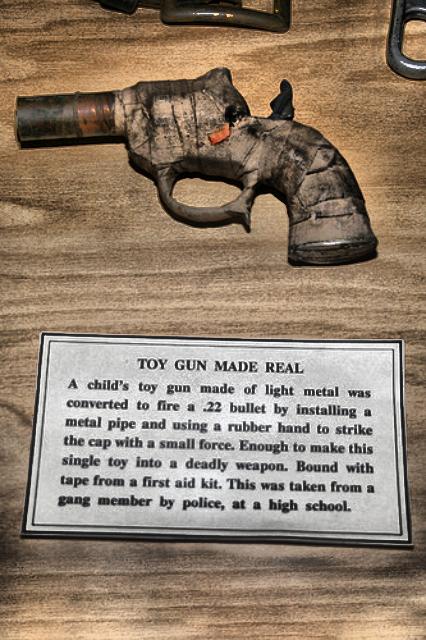 TOY GUN MADE REAL
A child's toy gun made of light metal was
converted to fire a .22 bullet by installing a
metal pipe and using a rubber hand to strike
the cap with a small force. Enough to make this
single toy into a deadly weapon. Bound with
tape from a first aid kit. This was taken from a
gang member by police, at a high school.